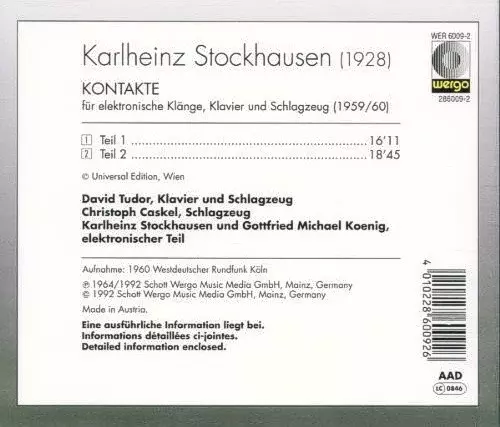 WER 6009-2
wergo
286009-2
Karlheinz Stockhausen (1928)
KONTAKTE
für elektronische Klänge, Klavier und Schlagzeug (1959/60)
1 Teil 1 ........................................ 16'11
2 Teil 2 ........................................ 18'45
© Universal Edition, Wien
David Tudor, Klavier und Schlagzeug
Christoph Caskel, Schlagzeug
Karlheinz Stockhausen und Gottfried Michael Koenig,
elektronischer Teil
Aufnahme: 1960 Westdeutscher Rundfunk Köln
℗ 1964/1992 Schott Wergo Music Media GmbH, Mainz, Germany
© 1992 Schott Wergo Music Media GmbH, Mainz, Germany
Made in Austria.
Eine ausführliche Information liegt bei.
Informations détaillées ci-jointes.
Detailed information enclosed.
4 010228 600926
AAD
LC 0846